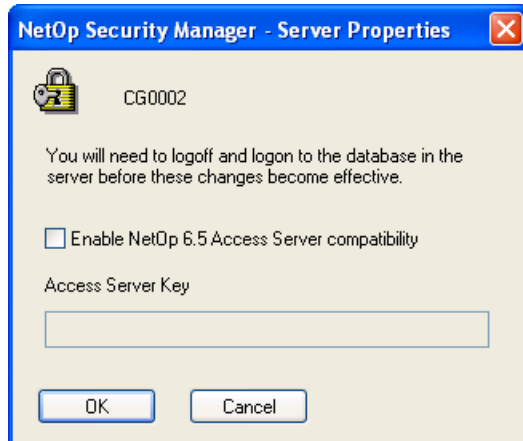 NetOp Security Manager - Server Properties
CG0002
You will need to logoff and logon to the database in the
server before these changes become effective.
Enable NetOp 6.5 Access Server compatibility
Access Server Key
OK Cancel